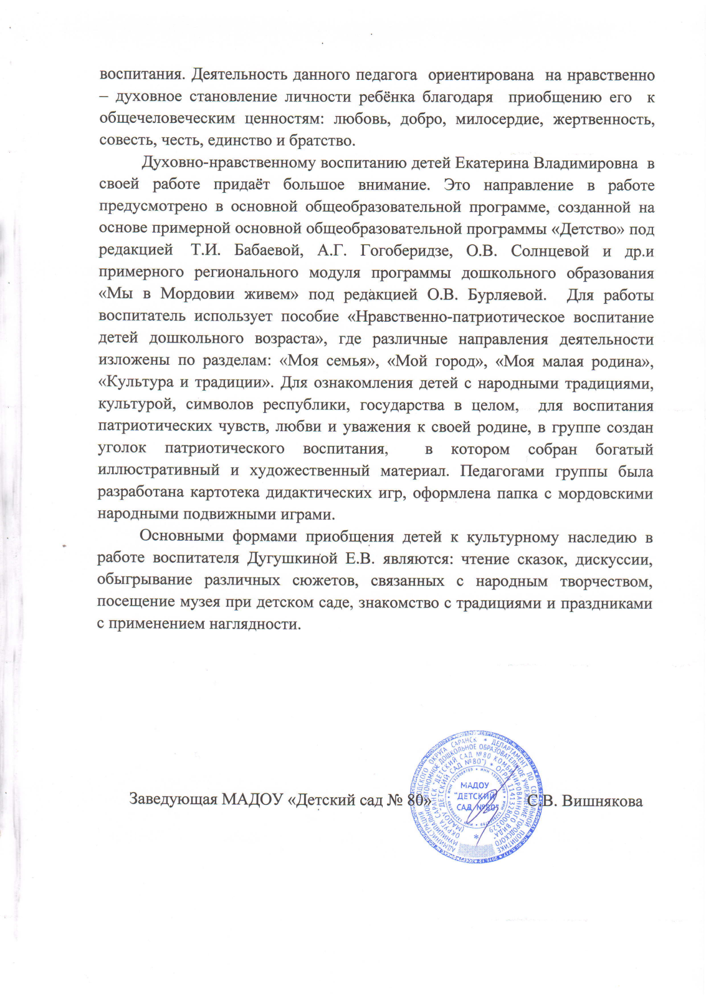 воспитания. Деятельность данного педагога ориентирована на нравственно
– духовное становление личности ребёнка благодаря приобщению его к
общечеловеческим ценностям: любовь, добро, милосердие, жертвенность,
совесть, честь, единство и братство.
Духовно-нравственному воспитанию детей Екатерина Владимировна в
своей работе придаёт большое внимание. Это направление в работе
предусмотрено в основной общеобразовательной программе, созданной на
основе примерной основной общеобразовательной программы «Детство» под
редакцией Т.И. Бабаевой, А.Г. Гогоберидзе, О.В. Солнцевой и др.и
примерного регионального модуля программы дошкольного образования
«Мы в Мордовии живем» под редакцией О.В. Бурляевой. Для работы
воспитатель использует пособие «Нравственно-патриотическое воспитание
детей дошкольного возраста», где различные направления деятельности
изложены по разделам: «Моя семья», «Мой город», «Моя малая родина»,
«Культура и традиции». Для ознакомления детей с народными традициями,
культурой, символов республики, государства в целом, для воспитания
патриотических чувств, любви и уважения к своей родине, в группе создан
уголок патриотического воспитания, в котором собран богатый
иллюстративный и художественный материал. Педагогами группы была
разработана картотека дидактических игр, оформлена папка с мордовскими
народными подвижными играми.
Основными формами приобщения детей к культурному наследию в
работе воспитателя Дугушкиной Е.В. являются: чтение сказок, дискуссии,
обыгрывание различных сюжетов, связанных с народным творчеством,
посещение музея при детском саде, знакомство с традициями и праздниками
с применением наглядности.
Заведующая МАДОУ «Детский сад № 80» С.В. Вишнякова
МАДОУ
"ДЕТСКИЙ
САД №80"